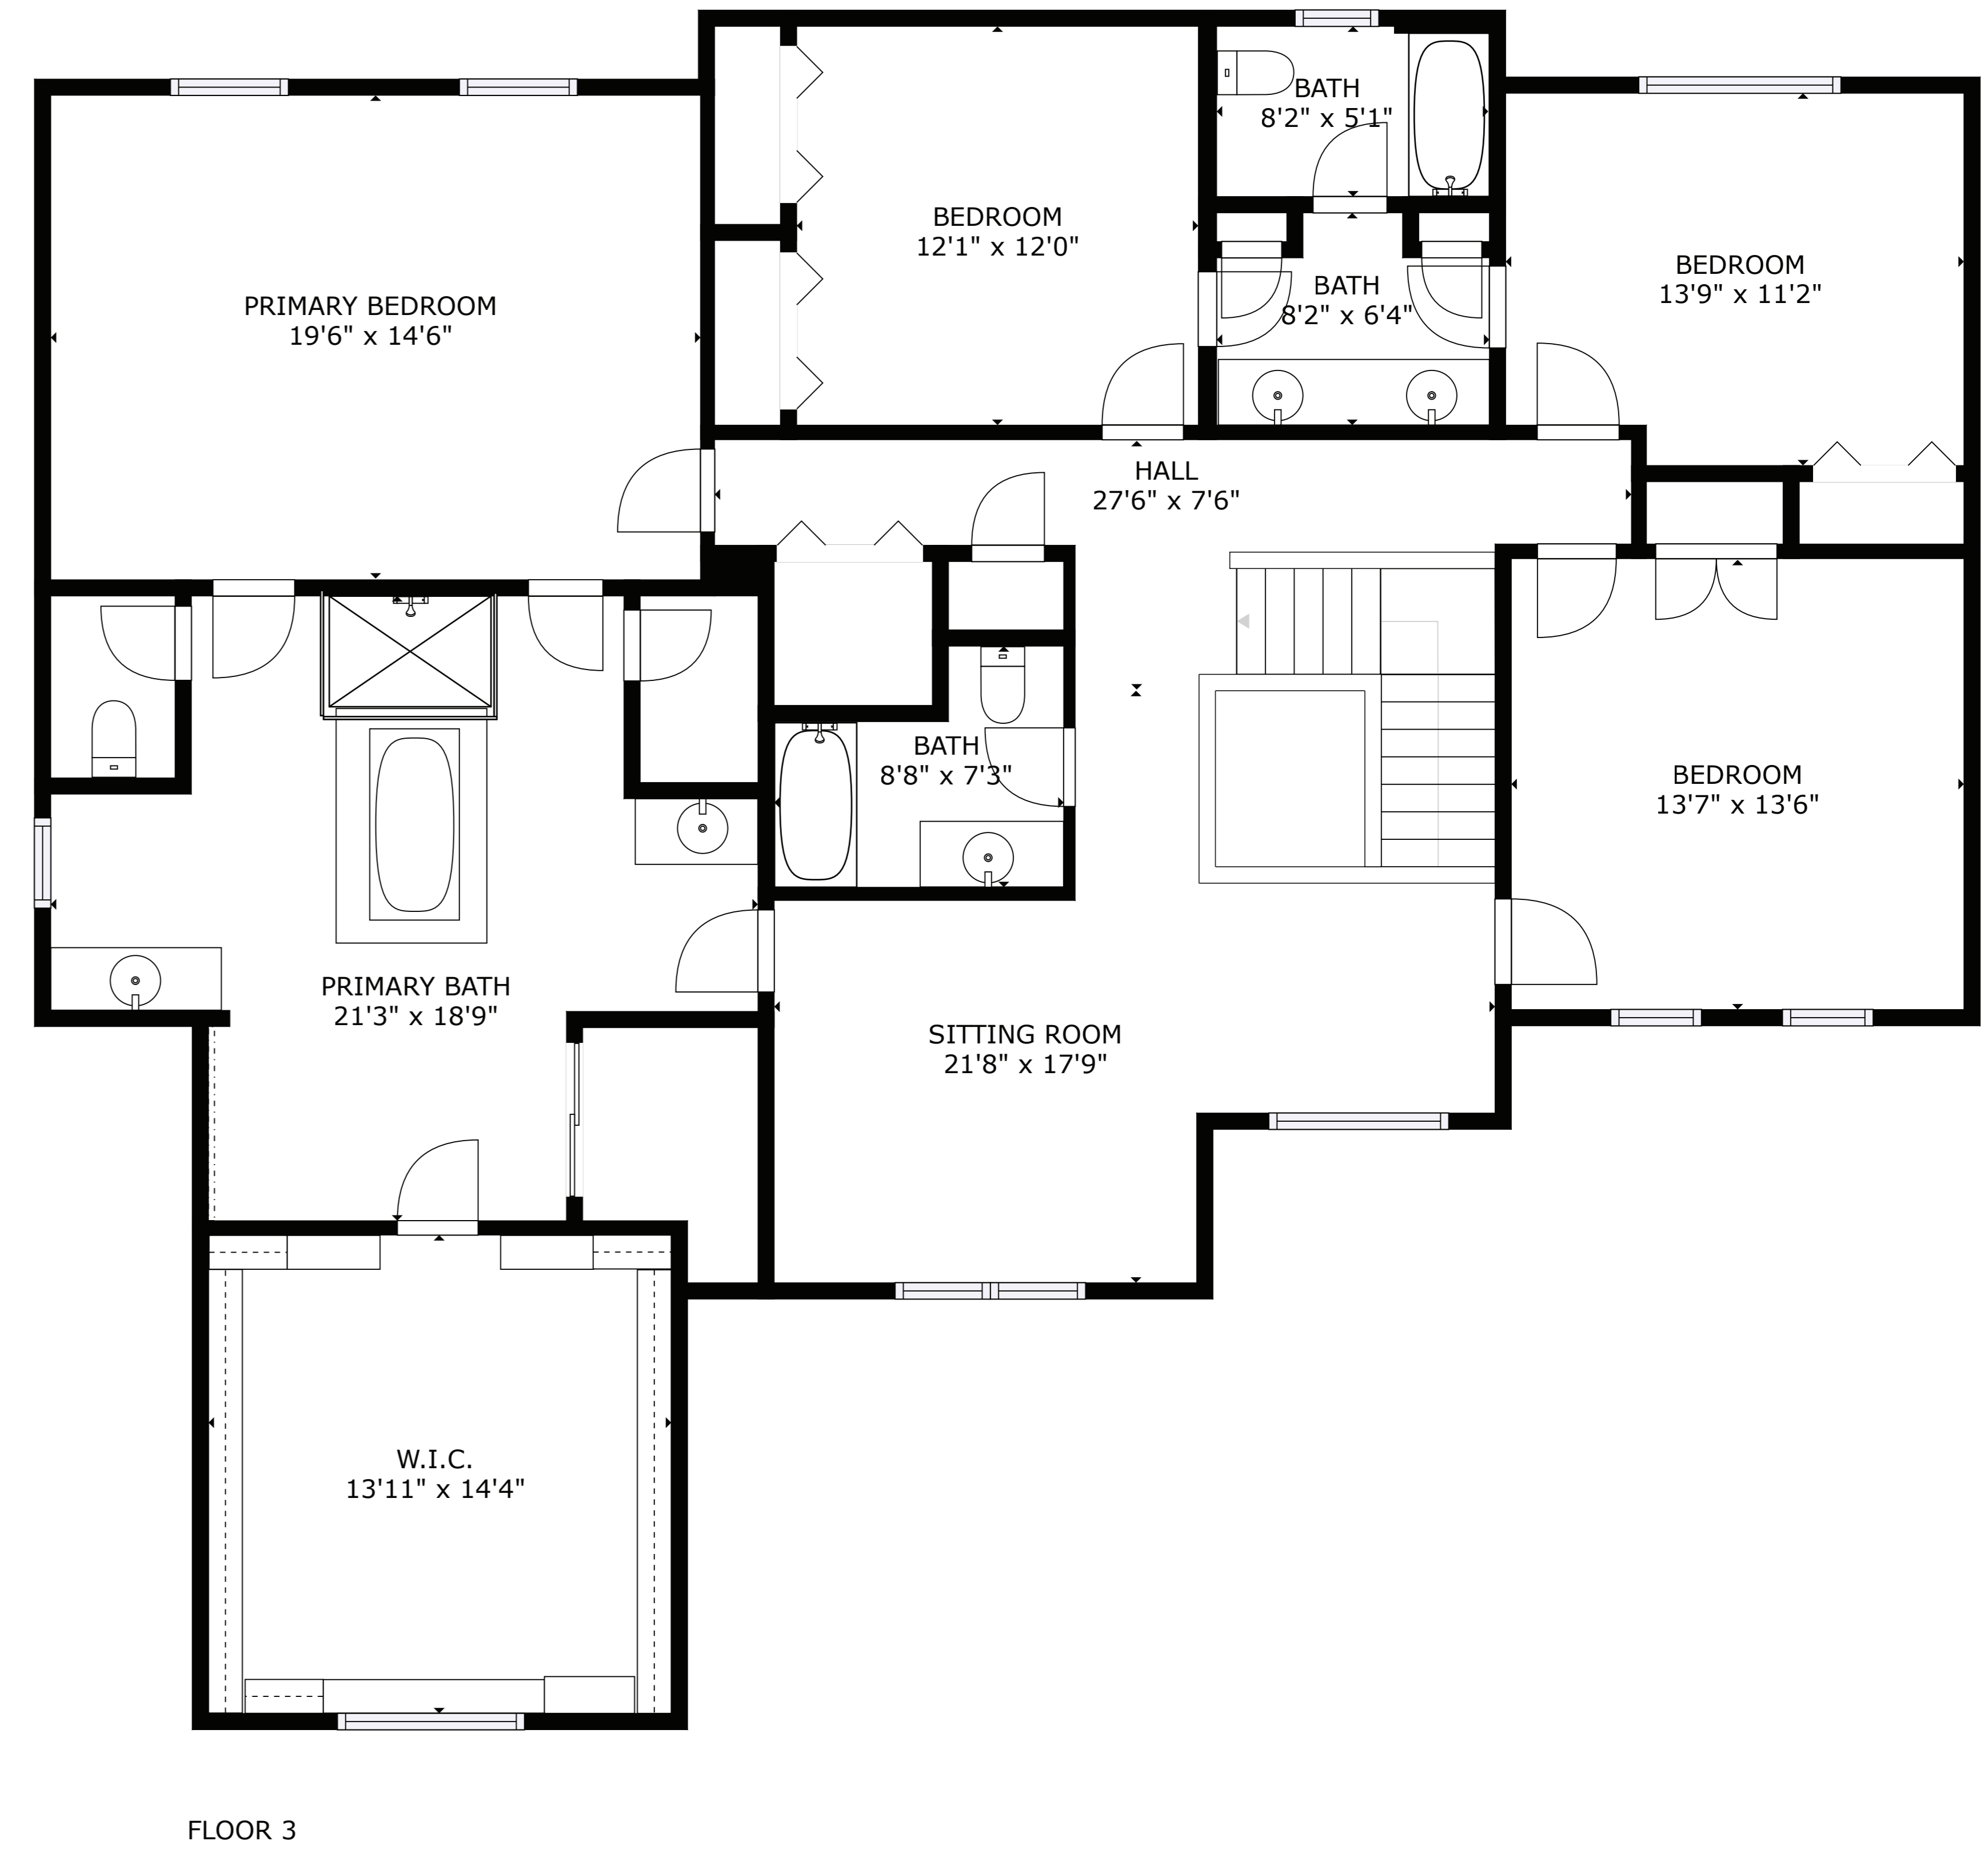 BATH
8'2" x 5'1"
BEDROOM
12'1" x 12'0"
BEDROOM
13'9" x 11'2"
BATH
8'2" x 6'4"
PRIMARY BEDROOM
19'6" x 14'6"
HALL
27'6" x 7'6"
BATH
8'8" x 7'3"
BEDROOM
13'7" x 13'6"
PRIMARY BATH
21'3" x 18'9"
SITTING ROOM
21'8" x 17'9"
W.I.C.
13'11" x 14'4"
FLOOR 3